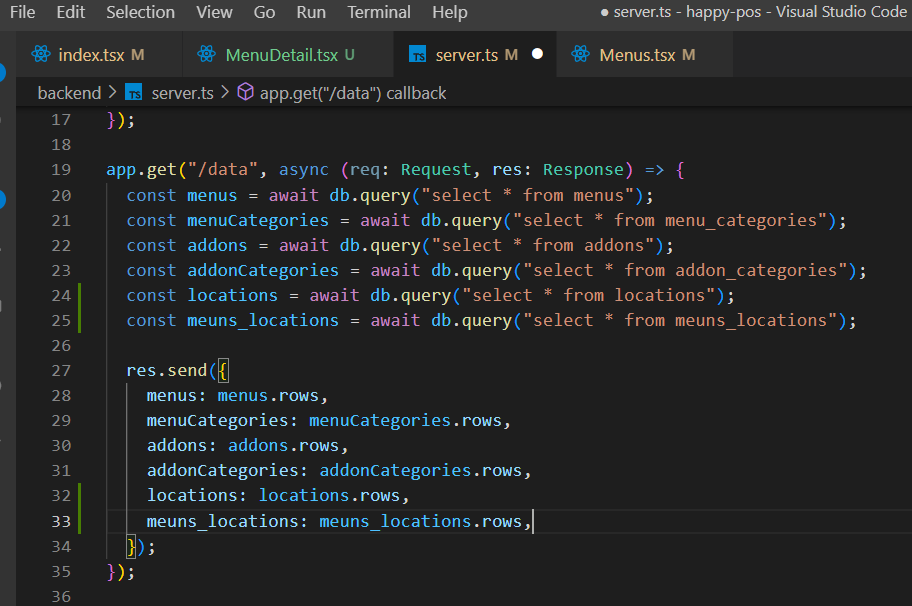 File Edit Selection View Go Run Terminal Help ● server.ts - happy-pos - Visual Studio Code
index.tsx M MenuDetail.tsx U TS server.ts M ● Menus.tsx M
backend > TS server.ts > app.get("/data") callback
17 });
18
19 app.get("/data", async (req: Request, res: Response) => {
20 const menus = await db.query("select * from menus");
21 const menuCategories = await db.query("select * from menu_categories");
22 const addons = await db.query("select * from addons");
23 const addonCategories = await db.query("select * from addon_categories");
24 const locations = await db.query("select * from locations");
25 const meuns_locations = await db.query("select * from meuns_locations");
26
27 res.send({
28 menus: menus.rows,
29 menuCategories: menuCategories.rows,
30 addons: addons.rows,
31 addonCategories: addonCategories.rows,
32 locations: locations.rows,
33 meuns_locations: meuns_locations.rows,
34 });
35 });
36